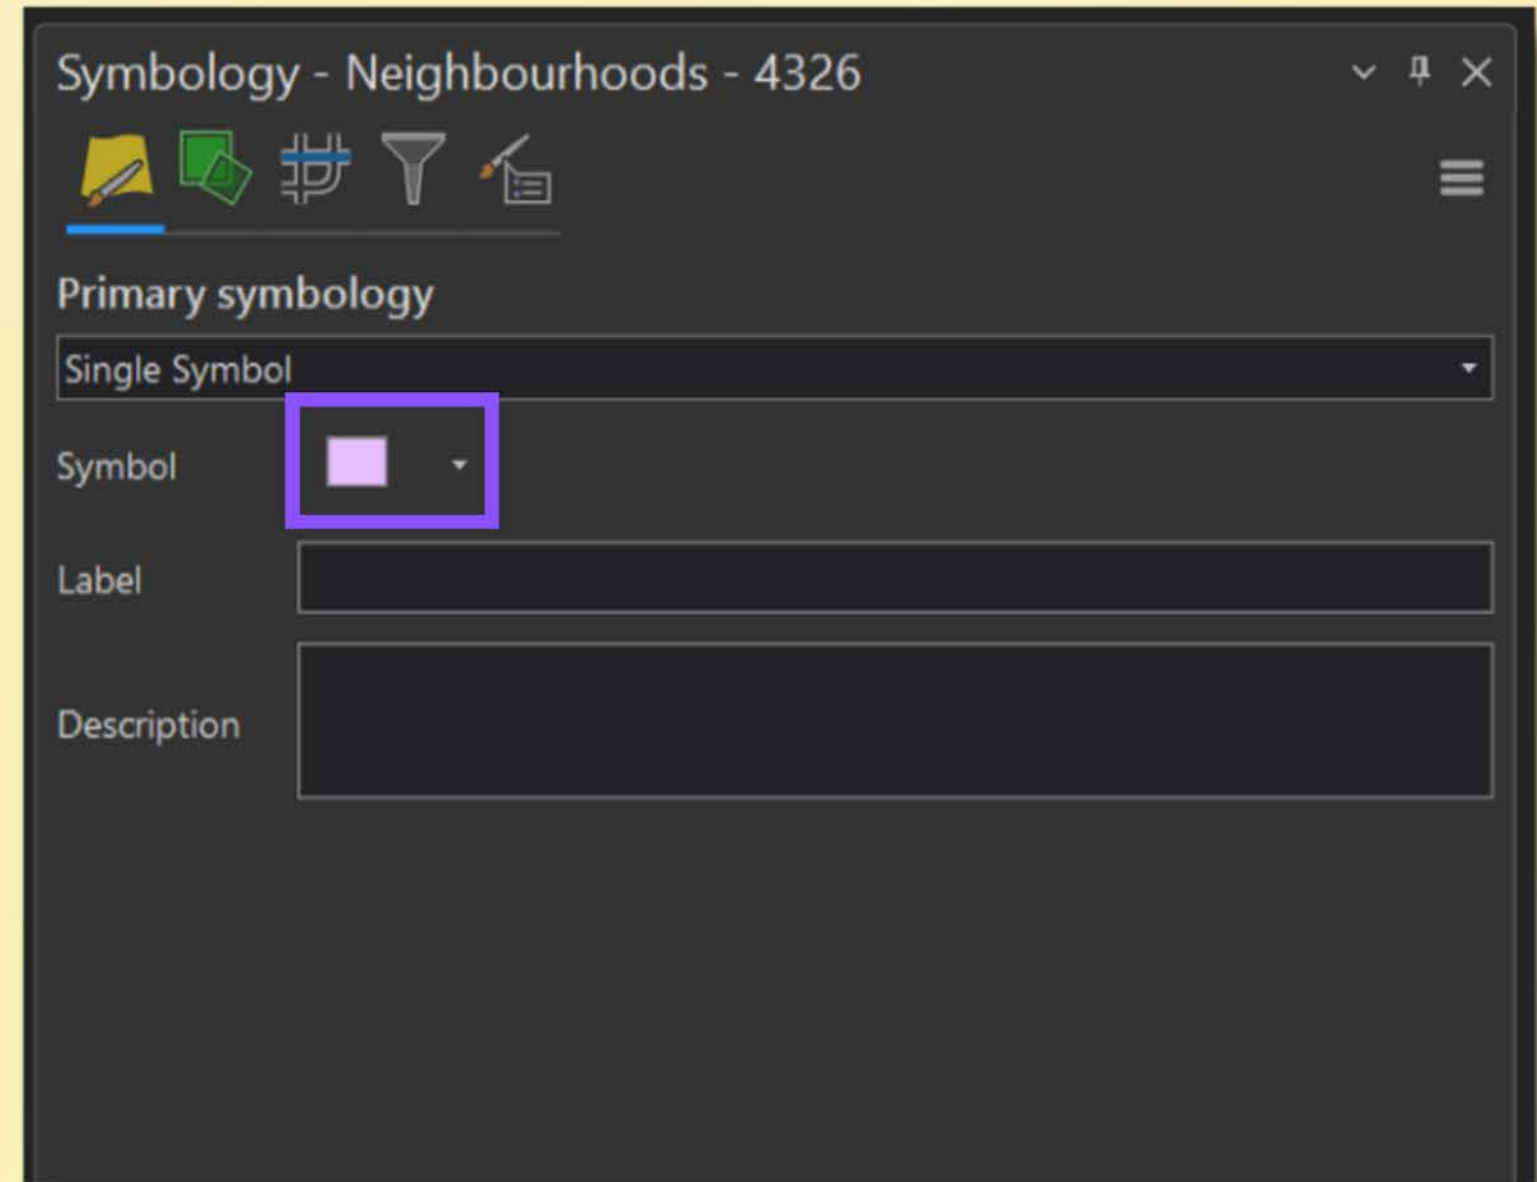 Symbology - Neighbourhoods - 4326
Primary symbology
Single Symbol
Symbol
Label
Description